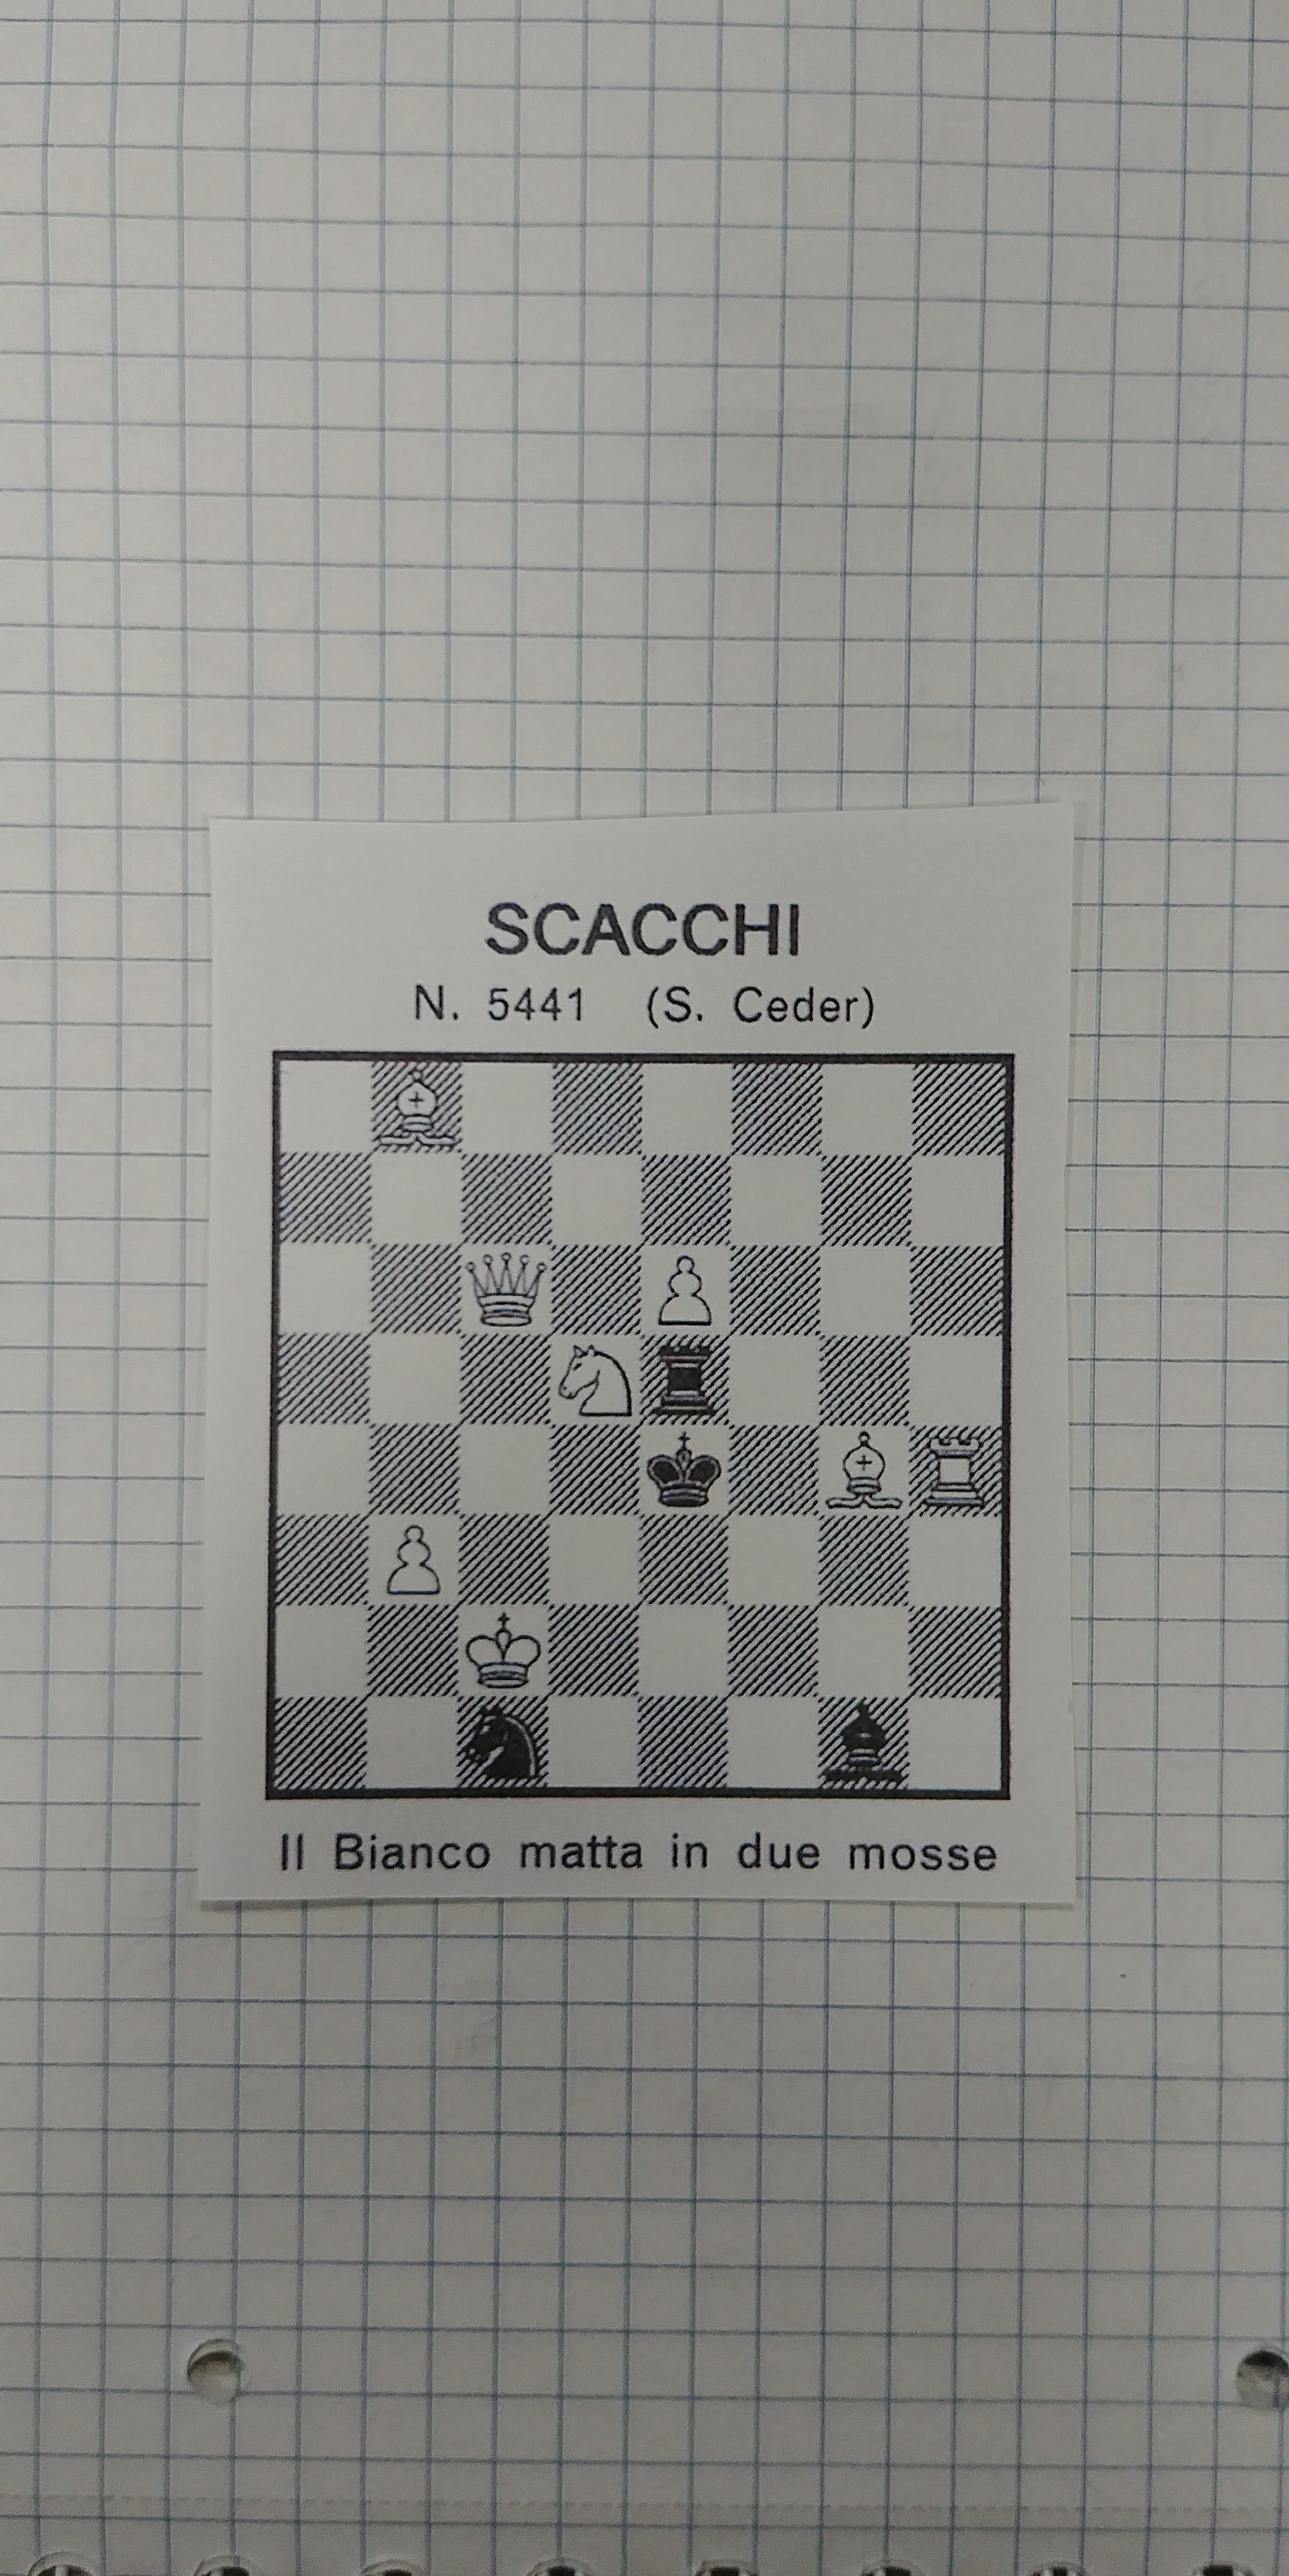 SCACCHI
N. 5441 (S. Ceder)
Il Bianco matta in due mosse